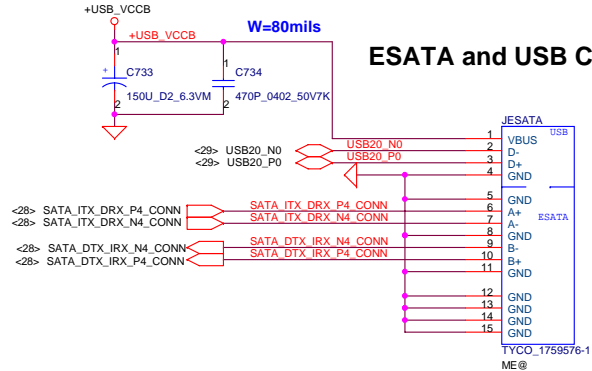 +USB_VCCB
+USB_VCCB
W=80mils
ESATA and USB C
1
C733
150U_D2_6.3VM
2
+
1
C734
470P_0402_50V7K
2
JESATA
USB
1 VBUS
<29> USB20_N0 USB20_N0 2 D-
<29> USB20_P0 USB20_P0 3 D+
4 GND
5 GND
ESATA
<28> SATA_ITX_DRX_P4_CONN SATA_ITX_DRX_P4_CONN 6 A+
<28> SATA_ITX_DRX_N4_CONN SATA_ITX_DRX_N4_CONN 7 A-
8 GND
<28> SATA_DTX_IRX_N4_CONN SATA_DTX_IRX_N4_CONN 9 B-
<28> SATA_DTX_IRX_P4_CONN SATA_DTX_IRX_P4_CONN 10 B+
11 GND
12 GND
13 GND
14 GND
15 GND
TYCO_1759576-1
ME@